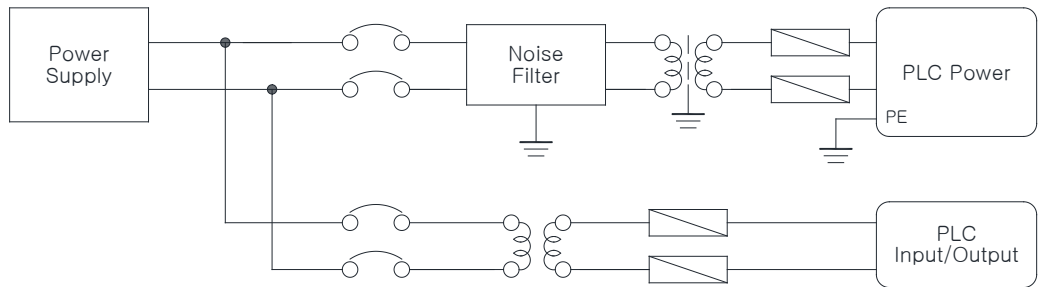 Power
Supply
Noise
Filter
PLC Power
PE
PLC
Input/Output